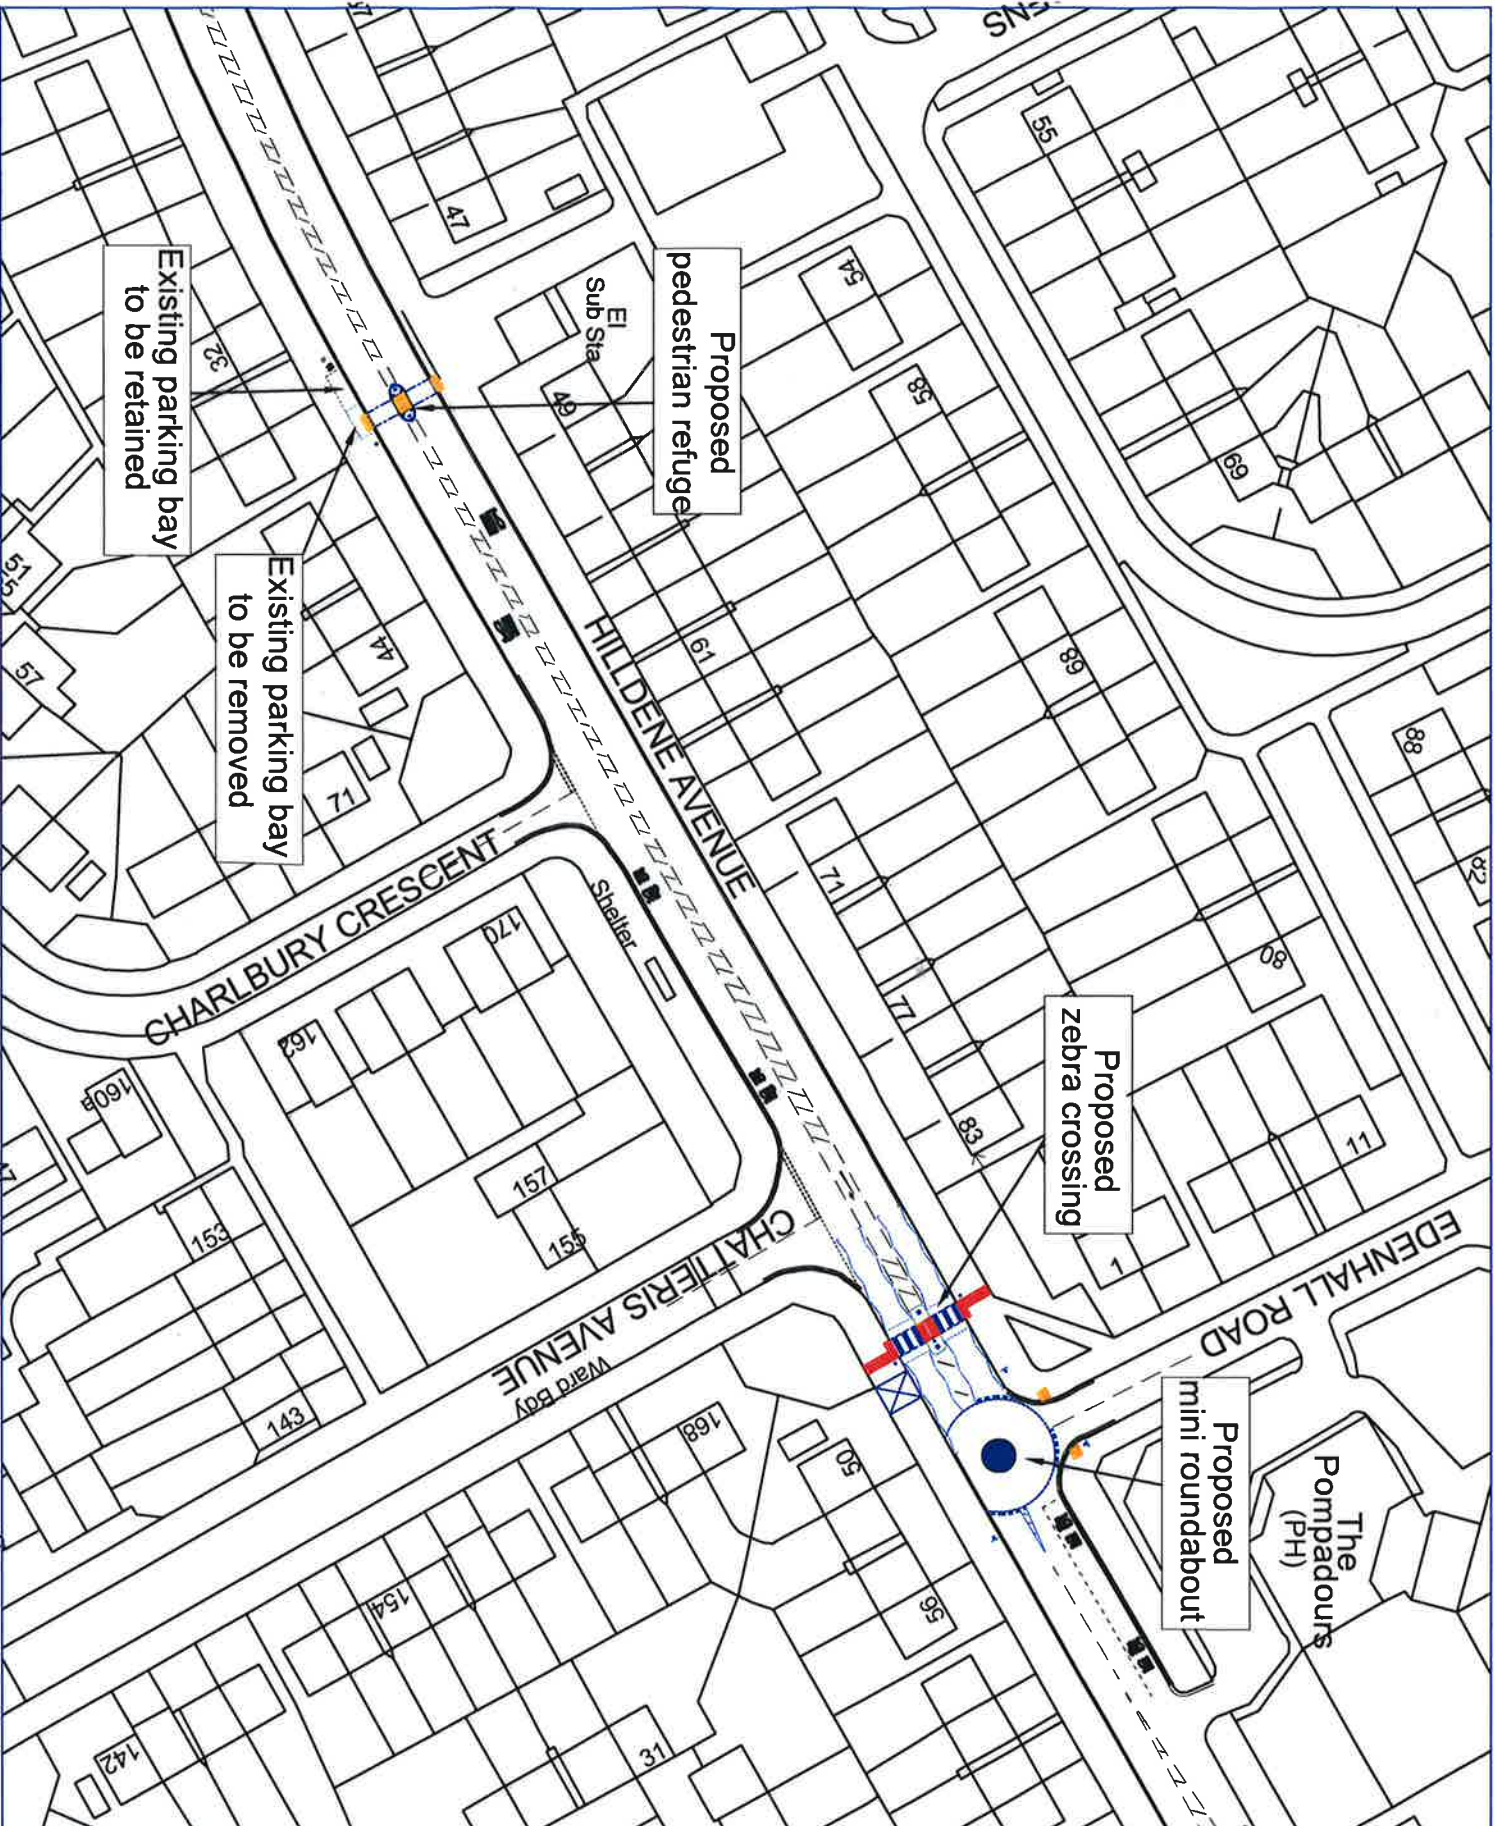 Proposed
pedestrian refuge
Proposed
zebra crossing
Proposed
mini roundabout
Existing parking bay
to be retained
Existing parking bay
to be removed
HILLDENE AVENUE
CHARLBURY CRESCENT
CHATTERIS AVENUE
EDENHALL ROAD
The
Pompadours
(PH)
El
Sub Sta
Shelter
Ward Bdy
55
69
47
54
58
49
61
68
88
82
71
77
80
83
11
1
32
44
51
57
71
170
162
160a
157
155
153
143
168
50
56
154
142
31